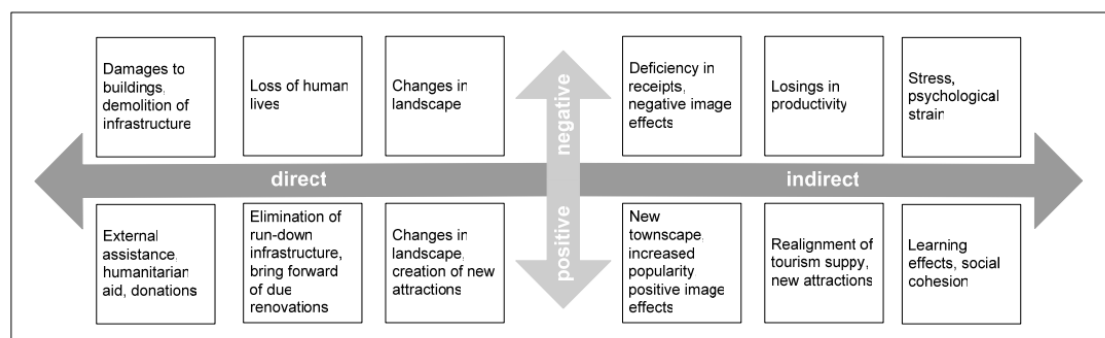 Damages to
buildings,
demolition of
infrastructure
Loss of human
lives
Changes in
landscape
negative
Deficiency in
receipts,
negative image
effects
Losings in
productivity
Stress,
psychological
strain
direct
indirect
External
assistance,
humanitarian
aid, donations
Elimination of
run-down
infrastructure,
bring forward
of due
renovations
Changes in
landscape,
creation of new
attractions
positive
New
townscape,
increased
popularity
positive image
effects
Realignment of
tourism suppy,
new attractions
Learning
effects, social
cohesion